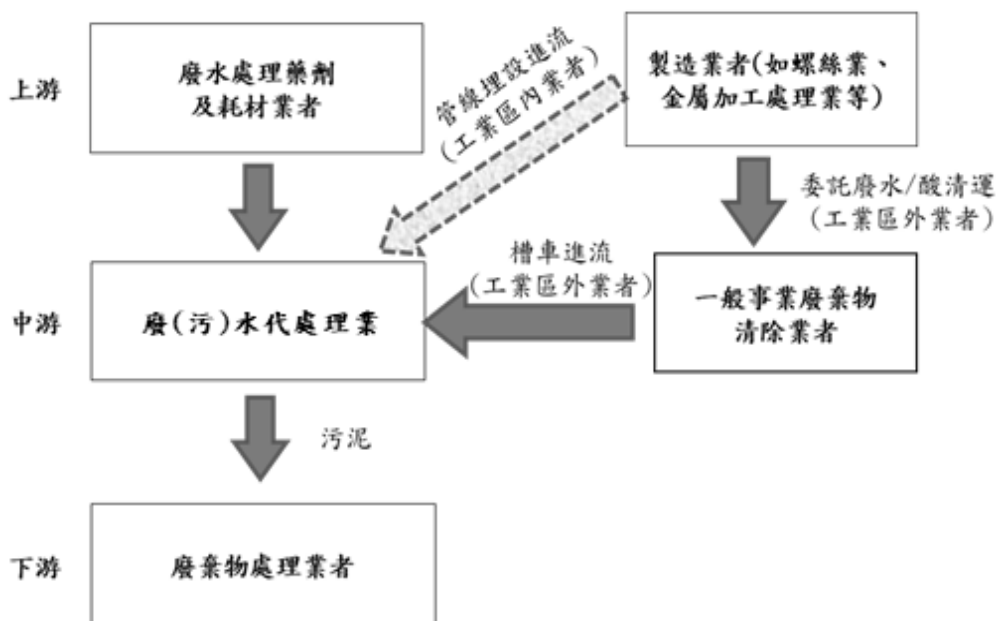 上游
廢水處理藥劑
及耗材業者
管線埋設進流
(工業區內業者)
製造業者(如螺絲業、
金屬加工處理業等)
委託廢水/酸清運
(工業區外業者)
中游
廢(污)水代處理業
槽車進流
(工業區外業者)
一般事業廢棄物
清除業者
污泥
下游
廢棄物處理業者